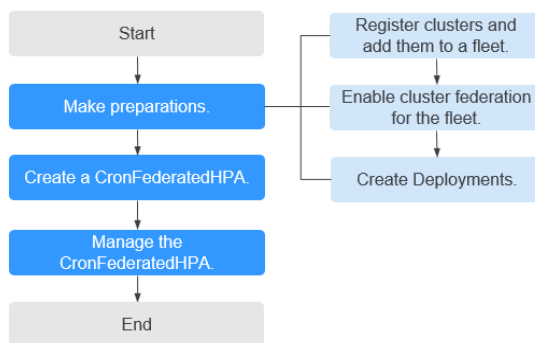 Start
Make preparations.
Create a CronFederatedHPA.
Manage the
CronFederatedHPA.
End
Register clusters and
add them to a fleet.
Enable cluster federation
for the fleet.
Create Deployments.